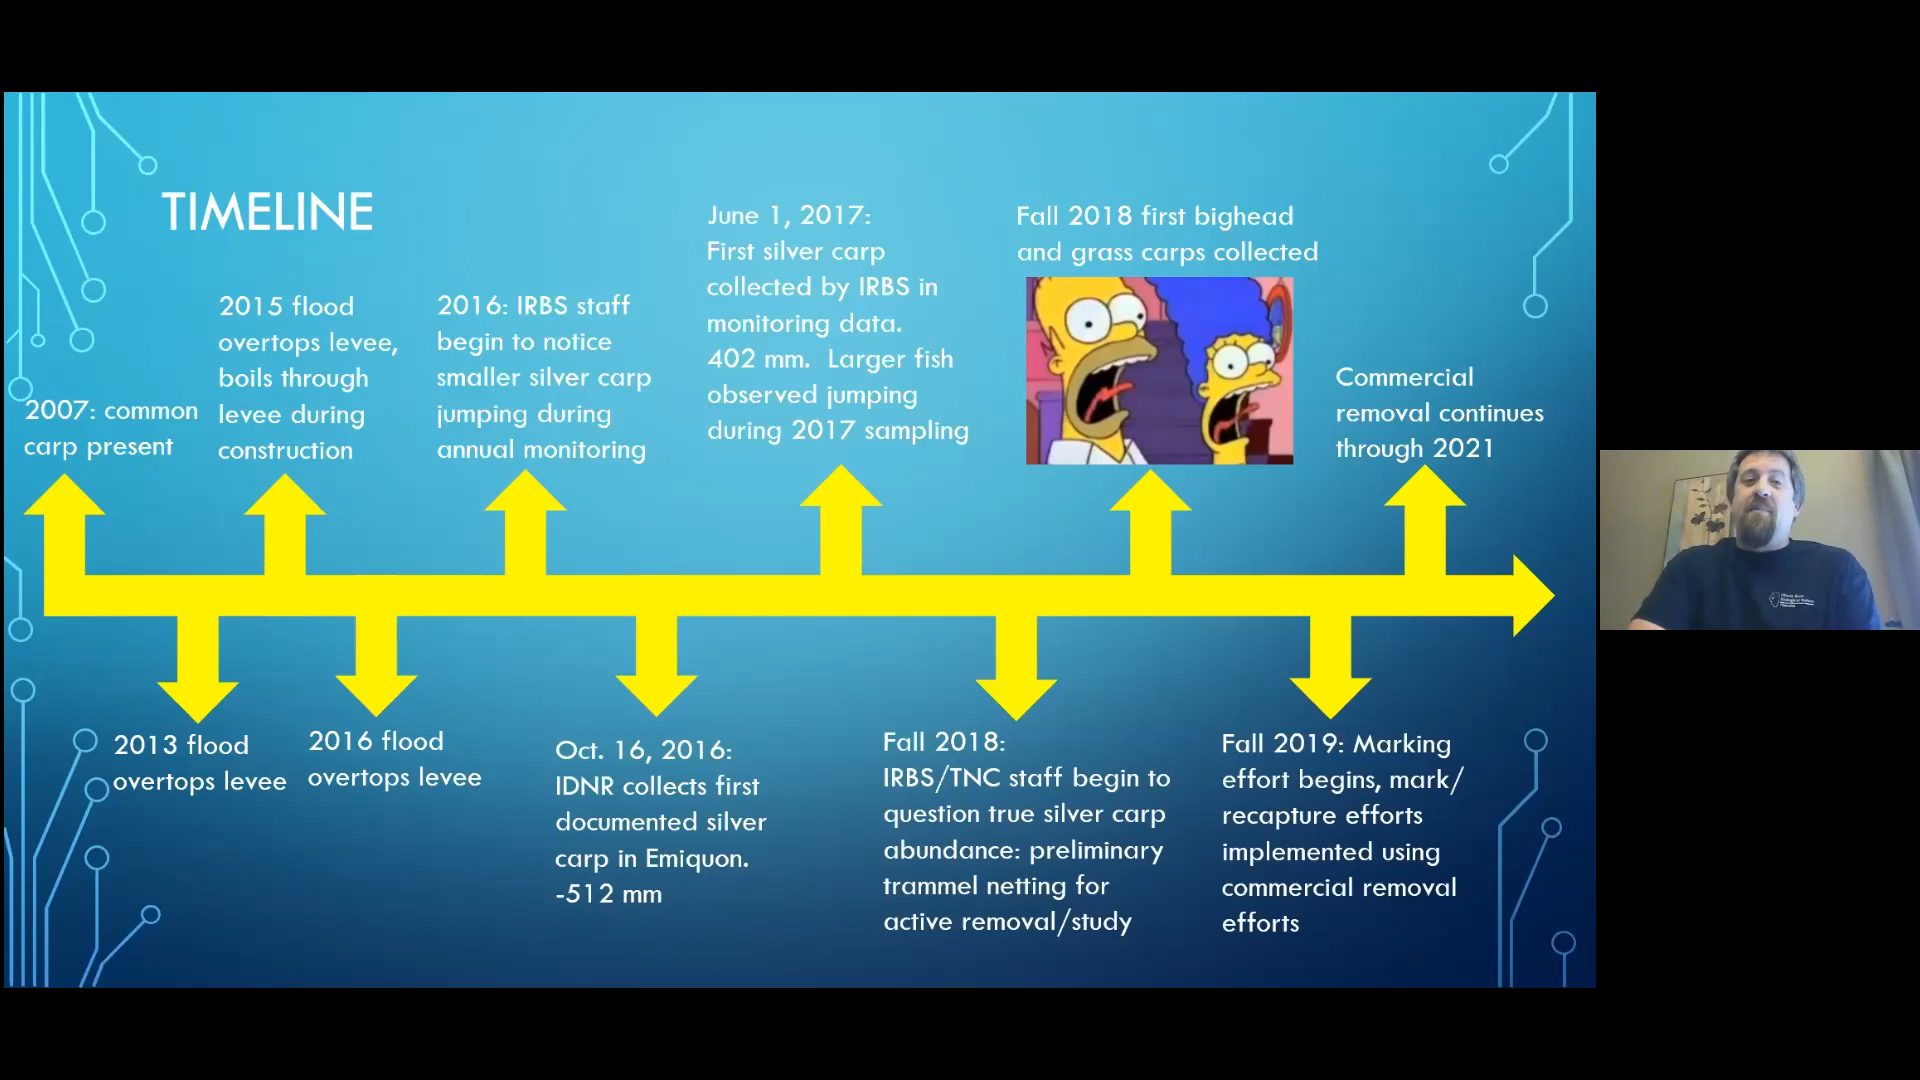 TIMELINE
2007: common
carp present
2015 flood
overtops levee,
boils through
levee during
construction
2016: IRBS staff
begin to notice
smaller silver carp
jumping during
annual monitoring
June 1, 2017:
First silver carp
collected by IRBS in
monitoring data.
402 mm.  Larger fish
observed jumping
during 2017 sampling
Fall 2018 first bighead
and grass carps collected
Commercial
removal continues
through 2021
2013 flood
overtops levee
2016 flood
overtops levee
Oct. 16, 2016:
IDNR collects first
documented silver
carp in Emiquon.
-512 mm
Fall 2018:
IRBS/TNC staff begin to
question true silver carp
abundance: preliminary
trammel netting for
active removal/study
Fall 2019: Marking
effort begins, mark/
recapture efforts
implemented using
commercial removal
efforts